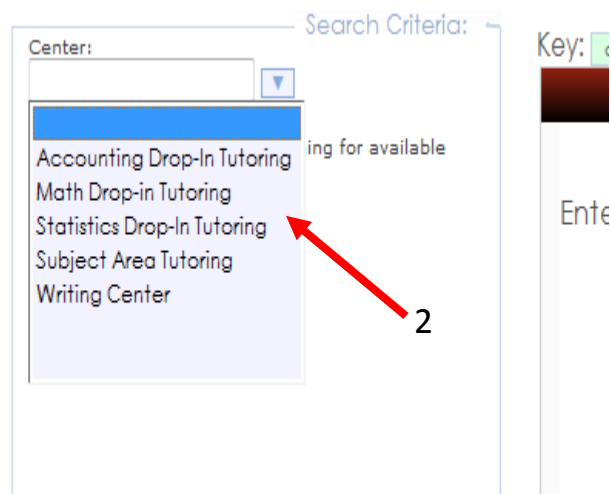 Search Criteria:
Key:
Center:
ing for available
Accounting Drop-In Tutoring
Math Drop-in Tutoring
Statistics Drop-In Tutoring
Subject Area Tutoring
Writing Center
Ente
2